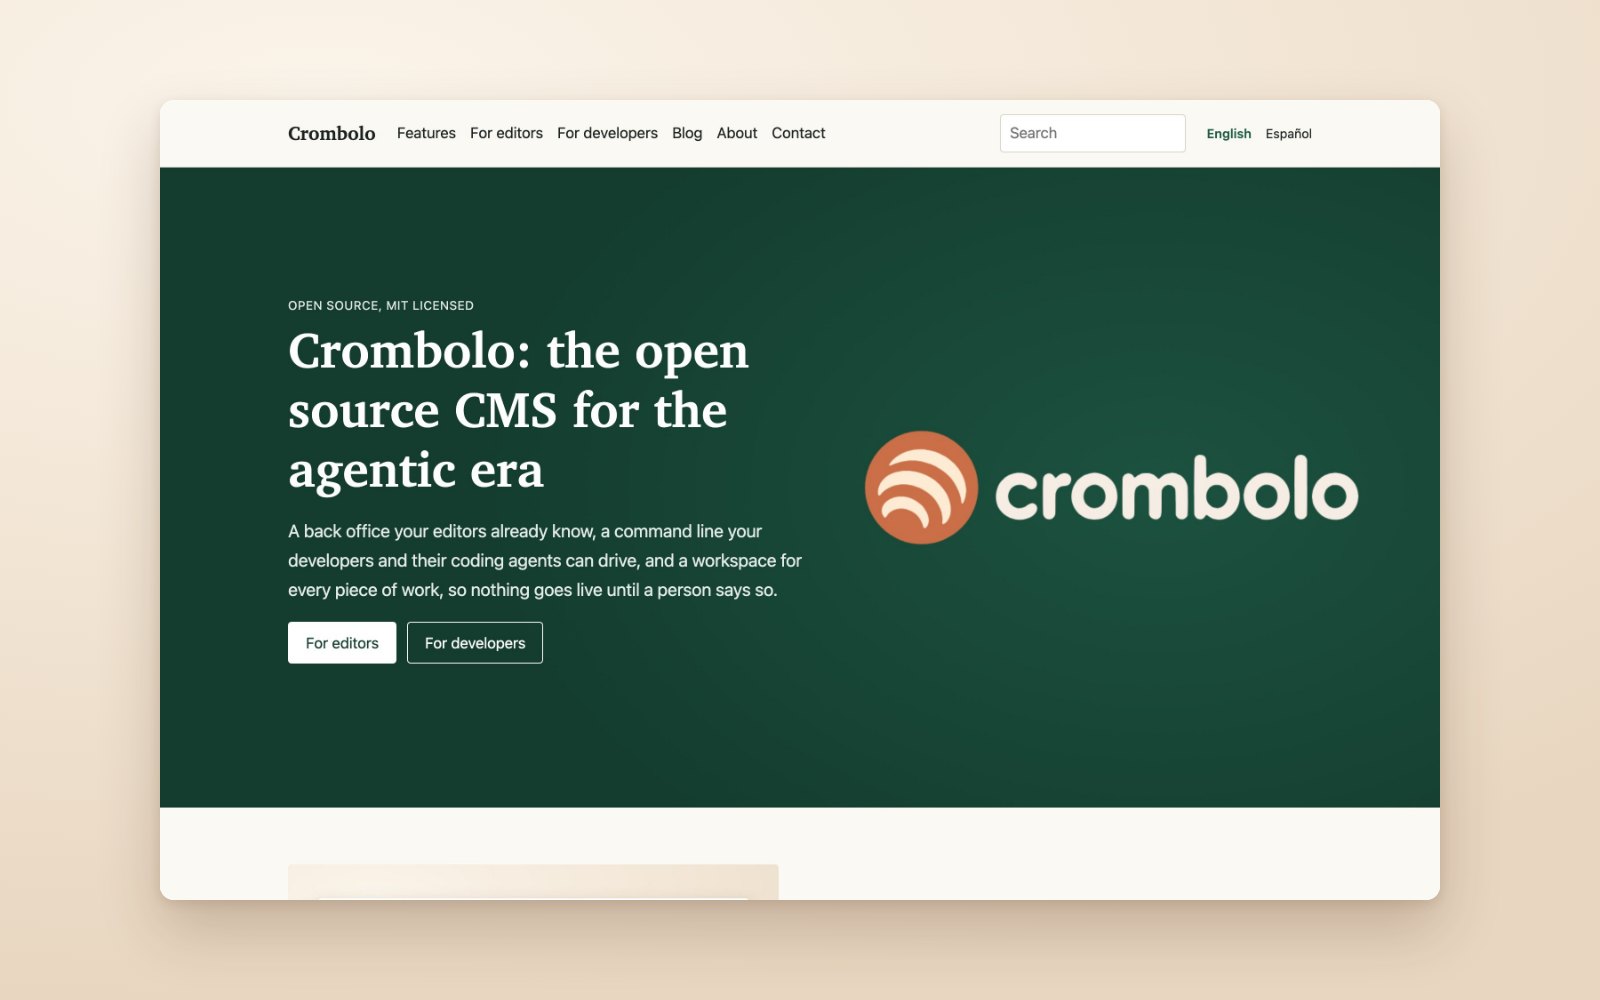 Crombolo Features For editors For developers Blog About Contact Search English Español
OPEN SOURCE, MIT LICENSED
Crombolo: the open
source CMS for the
agentic era
A back office your editors already know, a command line your
developers and their coding agents can drive, and a workspace for
every piece of work, so nothing goes live until a person says so.
For editors For developers
crombolo